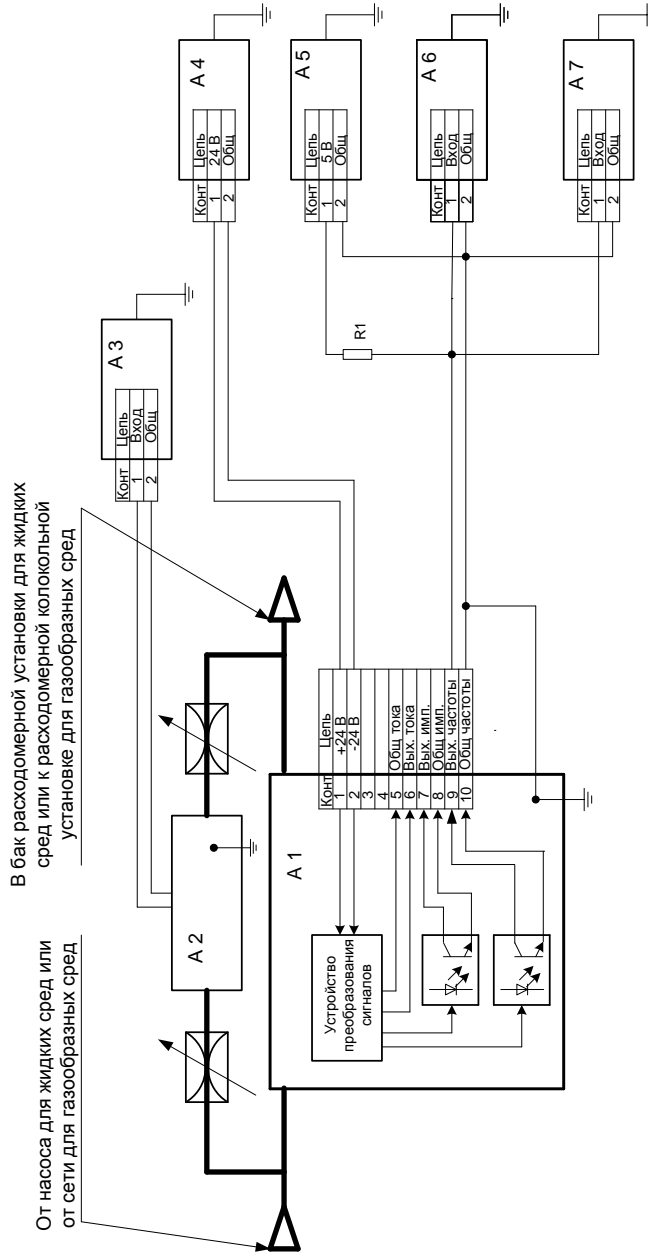 От насоса для жидких сред или
от сети для газообразных сред
В бак расходомерной установки для жидких
сред или к расходомерной колокольной
установке для газообразных сред
А 2
А 3
Конт Цепь
1 Вход
2 Общ
А 4
Конт Цепь
1 24 В
2 Общ
А 5
Конт Цепь
1 5 В
2 Общ
А 6
Конт Цепь
1 Вход
2 Общ
А 7
Конт Цепь
1 Вход
2 Общ
R1
А 1
Устройство
преобразования
сигналов
Конт Цепь
1 +24 В
2 -24 В
3
4
5 Общ тока
6 Вых. тока
7 Вых. имп.
8 Общ имп.
9 Вых. частоты
10 Общ частоты